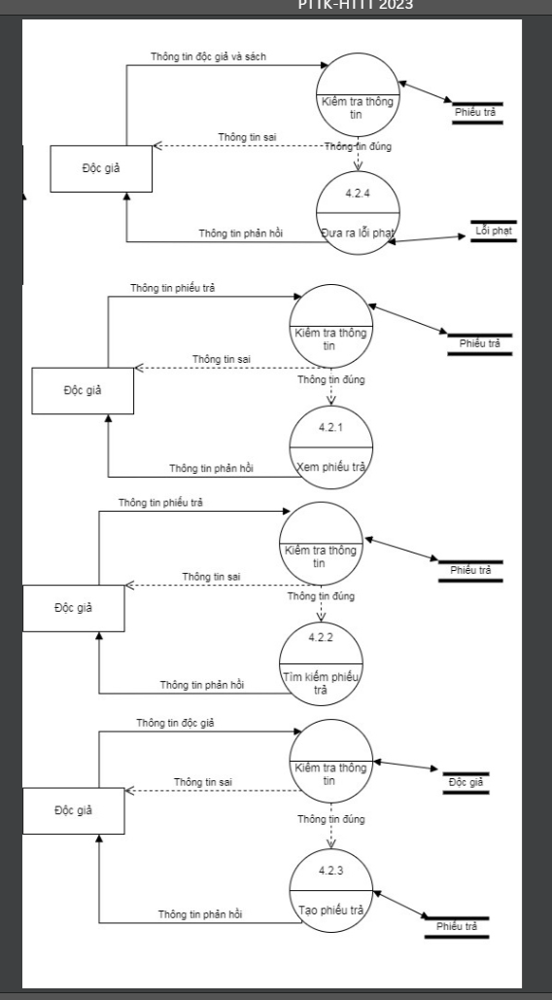 PTTK-HTTT 2023
Thông tin độc giả và sách
Kiểm tra thông
tin
Phiếu trả
Thông tin sai
Thông tin đúng
Độc giả
4.2.4
Đưa ra lỗi phạt
Lỗi phạt
Thông tin phản hồi
Thông tin phiếu trả
Kiểm tra thông
tin
Phiếu trả
Thông tin sai
Thông tin đúng
Độc giả
4.2.1
Xem phiếu trả
Thông tin phản hồi
Thông tin phiếu trả
Kiểm tra thông
tin
Phiếu trả
Thông tin sai
Thông tin đúng
Độc giả
4.2.2
Tìm kiếm phiếu
trả
Thông tin phản hồi
Thông tin độc giả
Kiểm tra thông
tin
Độc giả
Thông tin sai
Độc giả
Thông tin đúng
4.2.3
Tạo phiếu trả
Thông tin phản hồi
Phiếu trả